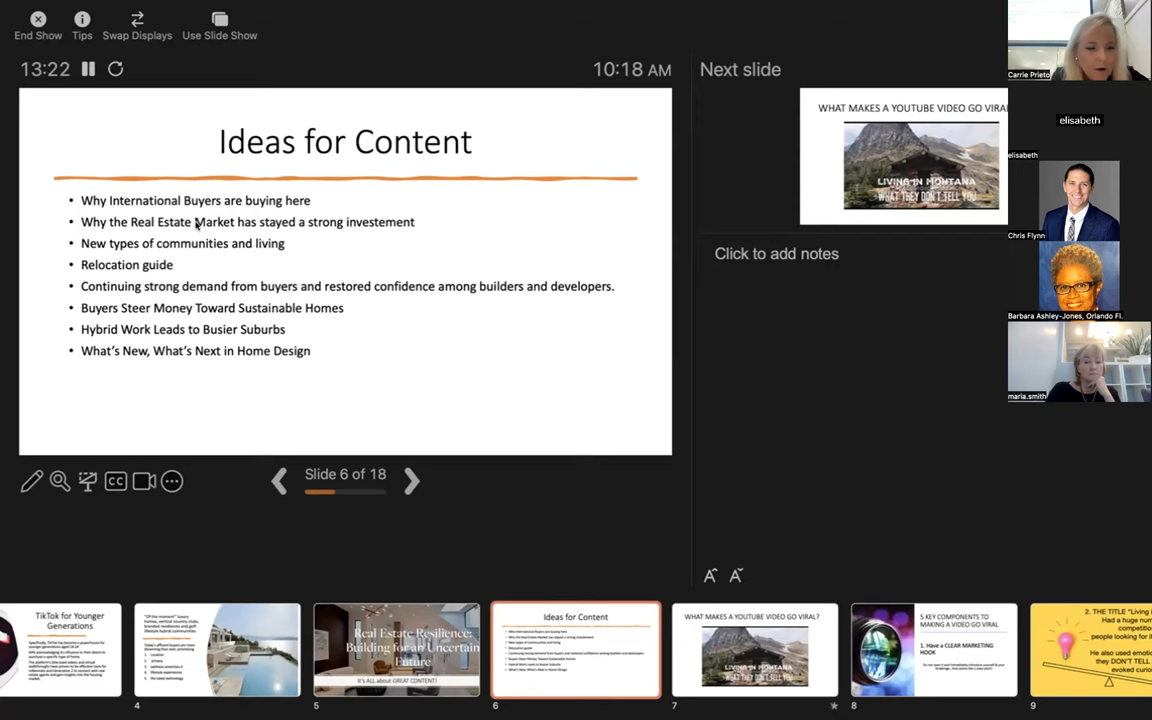 End Show
Tips
Swap Displays
Use Slide Show
13:22
10:18 AM
Ideas for Content
• Why International Buyers are buying here
• Why the Real Estate Market has stayed a strong investement
• New types of communities and living
• Relocation guide
• Continuing strong demand from buyers and restored confidence among builders and developers.
• Buyers Steer Money Toward Sustainable Homes
• Hybrid Work Leads to Busier Suburbs
• What's New, What's Next in Home Design
Next slide
WHAT MAKES A YOUTUBE VIDEO GO VIRAL
LIVING IN MONTANA
WHAT THEY DON'T TELL YOU
Click to add notes
Carrie Prieto
elisabeth
elisabeth
Chris Flynn
Barbara Ashley-Jones, Orlando Fl.
maria.smith
CC
Slide 6 of 18
A A
TikTok for Younger
Generations
4
Real Estate Resilience:
Building for an Uncertain
Future
It's ALL about GREAT CONTENT!
5
Ideas for Content
6
WHAT MAKES A YOUTUBE VIDEO GO VIRAL?
LIVING IN MONTANA
WHAT THEY DON'T TELL YOU
7
5 KEY COMPONENTS TO
MAKING A VIDEO GO VIRAL
1. Have a CLEAR MARKETING
HOOK
8
2. THE TITLE "Living i
Had a huge num
competitio
people looking for i
He also used emotio
they DON'T TELL
evoked curio
9